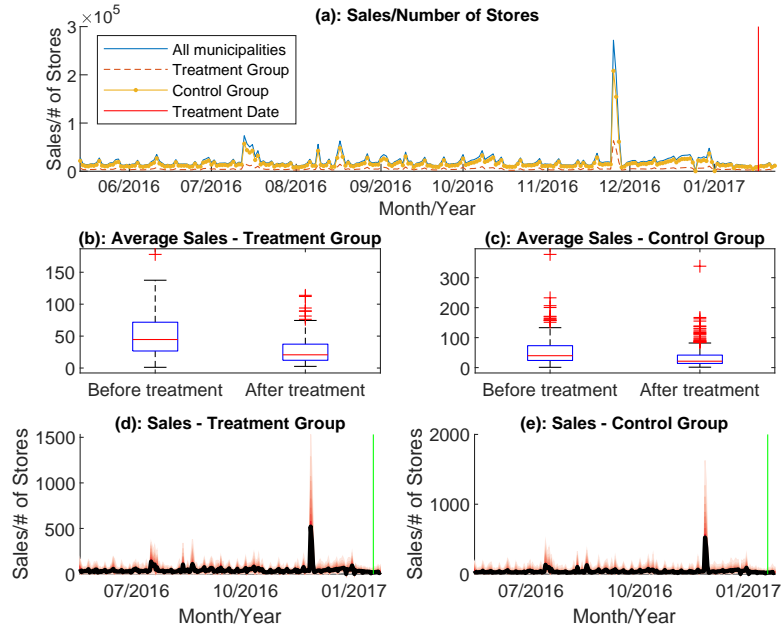 (a): Sales/Number of Stores
×10^5
3
2
1
0
Sales/# of Stores
All municipalities
Treatment Group
Control Group
Treatment Date
06/2016 07/2016 08/2016 09/2016 10/2016 11/2016 12/2016 01/2017
Month/Year
(b): Average Sales - Treatment Group
150
100
50
0
Before treatment After treatment
(c): Average Sales - Control Group
300
200
100
0
Before treatment After treatment
(d): Sales - Treatment Group
1500
1000
500
0
Sales/# of Stores
07/2016 10/2016 01/2017
Month/Year
(e): Sales - Control Group
2000
1000
0
Sales/# of Stores
07/2016 10/2016 01/2017
Month/Year